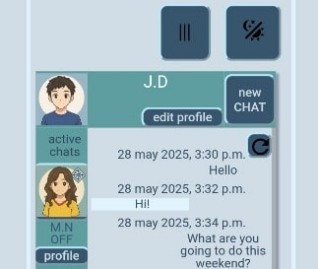 J.D
new
CHAT
edit profile
active
chats
28 may 2025, 3:30 p.m.
Hello
28 may 2025, 3:32 p.m.
Hi!
28 may 2025, 3:34 p.m.
M.N
OFF
profile
What are you
going to do this
weekend?